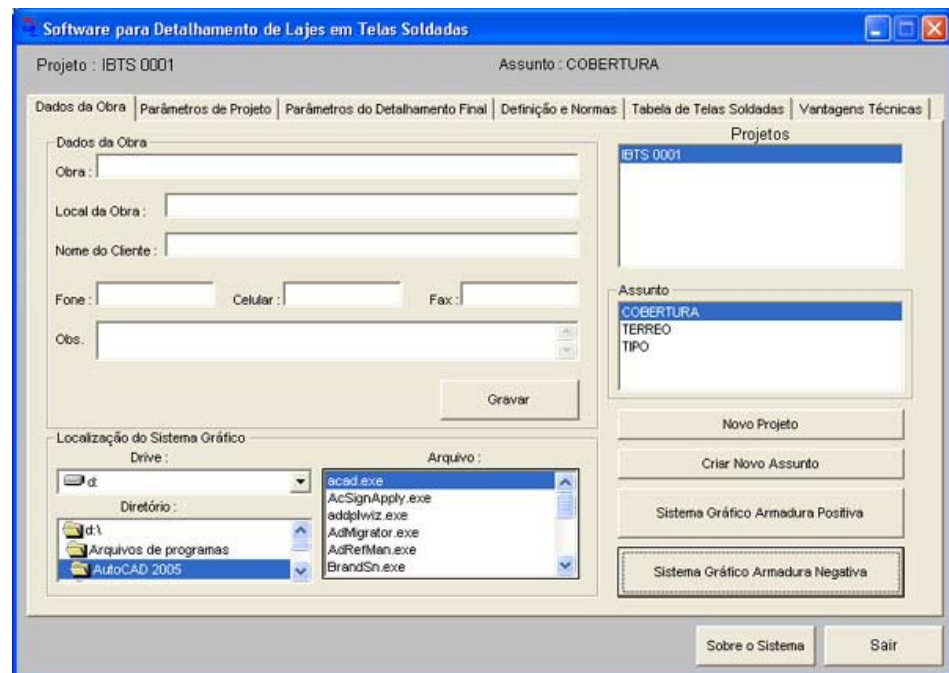 Software para Detalhamento de Lajes em Telas Soldadas
Projeto : IBTS 0001
Assunto : COBERTURA
Dados da Obra
Parâmetros de Projeto
Parâmetros do Detalhamento Final
Definição e Normas
Tabela de Telas Soldadas
Vantagens Técnicas
Dados da Obra
Obra :
Local da Obra :
Nome do Cliente :
Fone :
Celular :
Fax :
Obs.
Gravar
Localização do Sistema Gráfico
Drive :
d:
Diretório :
d:\
Arquivos de programas
AutoCAD 2005
Arquivo :
acad.exe
AcSignApply.exe
addplwiz.exe
AdMigrator.exe
AdRefMan.exe
BrandSn.exe
Projetos
IBTS 0001
Assunto
COBERTURA
TERREO
TIPO
Novo Projeto
Criar Novo Assunto
Sistema Gráfico Armadura Positiva
Sistema Gráfico Armadura Negativa
Sobre o Sistema
Sair